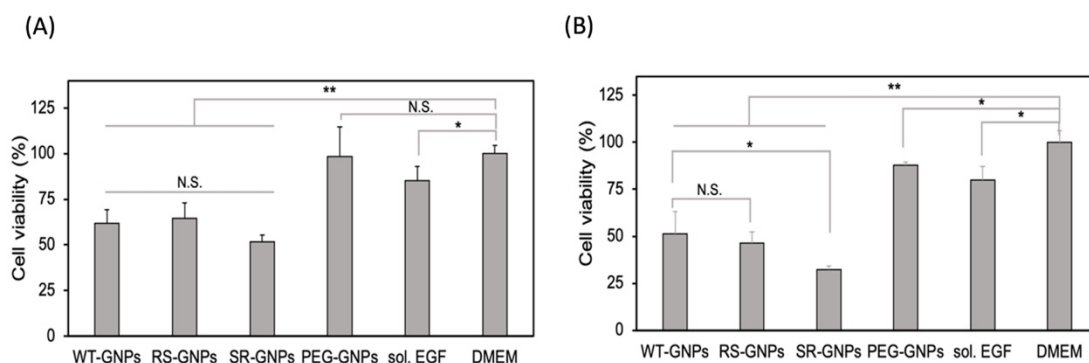 (A)
Cell viability (%)
125
100
75
50
25
0
**
N.S.
*
N.S.
WT-GNPs RS-GNPs SR-GNPs PEG-GNPs sol. EGF DMEM
(B)
Cell viability (%)
125
100
75
50
25
0
**
*
*
*
N.S.
WT-GNPs RS-GNPs SR-GNPs PEG-GNPs sol. EGF DMEM